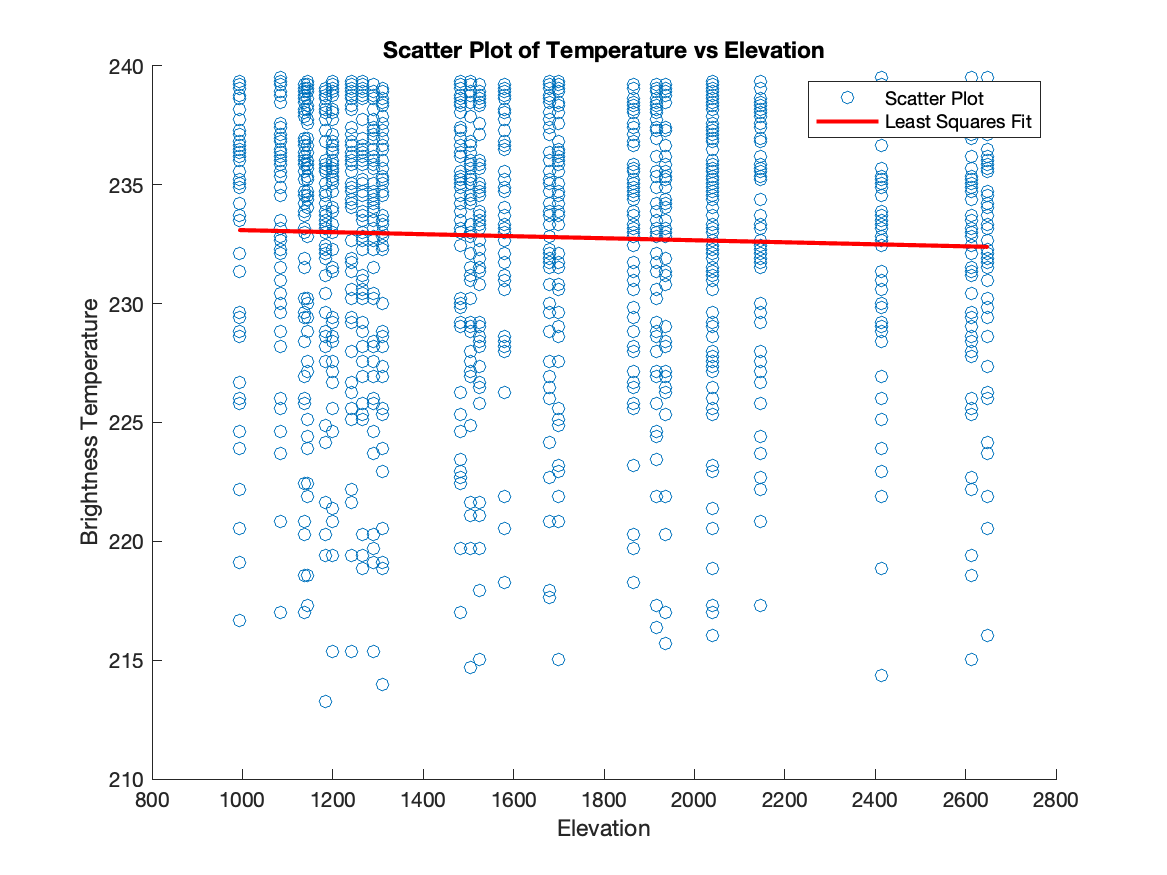 Scatter Plot of Temperature vs Elevation
Scatter Plot
Least Squares Fit
Brightness Temperature
240
235
230
225
220
215
210
800 1000 1200 1400 1600 1800 2000 2200 2400 2600 2800
Elevation